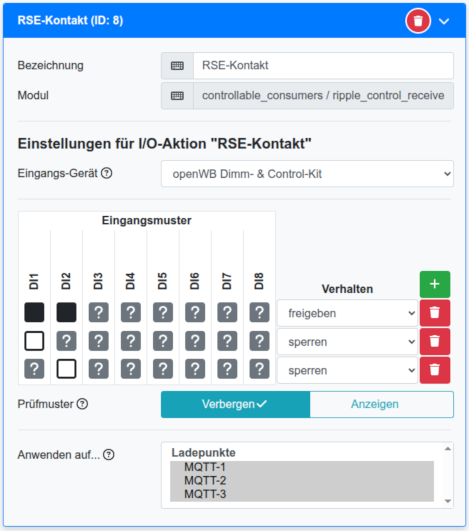 RSE-Kontakt (ID: 8)
Bezeichnung RSE-Kontakt
Modul controllable_consumers / ripple_control_receive
Einstellungen für I/O-Aktion "RSE-Kontakt"
Eingangs-Gerät ? openWB Dimm- & Control-Kit
Eingangsmuster
DI1 DI2 DI3 DI4 DI5 DI6 DI7 DI8 Verhalten +
? ? ? ? ? ? freigeben
? ? ? ? ? ? ? sperren
? ? ? ? ? ? ? sperren
Prüfmuster ? Verbergen✓ Anzeigen
Anwenden auf... ? Ladepunkte
MQTT-1
MQTT-2
MQTT-3